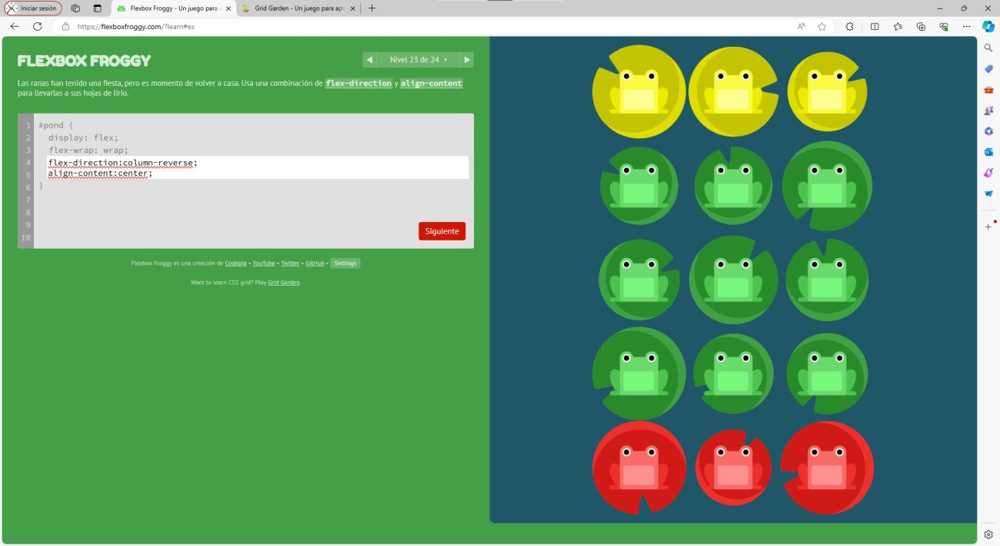 Iniciar sesión
Flexbox Froggy - Un juego para a
Grid Garden - Un juego para apr
https://flexboxfroggy.com/?learn#es
FLEXBOX FROGGY
Nivel 23 de 24
Las ranas han tenido una fiesta, pero es momento de volver a casa. Usa una combinación de flex-direction y align-content
para llevarlas a sus hojas de lirio.
1 #pond {
2 display: flex;
3 flex-wrap: wrap;
4 flex-direction:column-reverse;
5 align-content:center;
6 }
7
8
9
10
Siguiente
Flexbox Froggy es una creación de Codepip • YouTube • Twitter • GitHub • Settings
Want to learn CSS grid? Play Grid Garden.